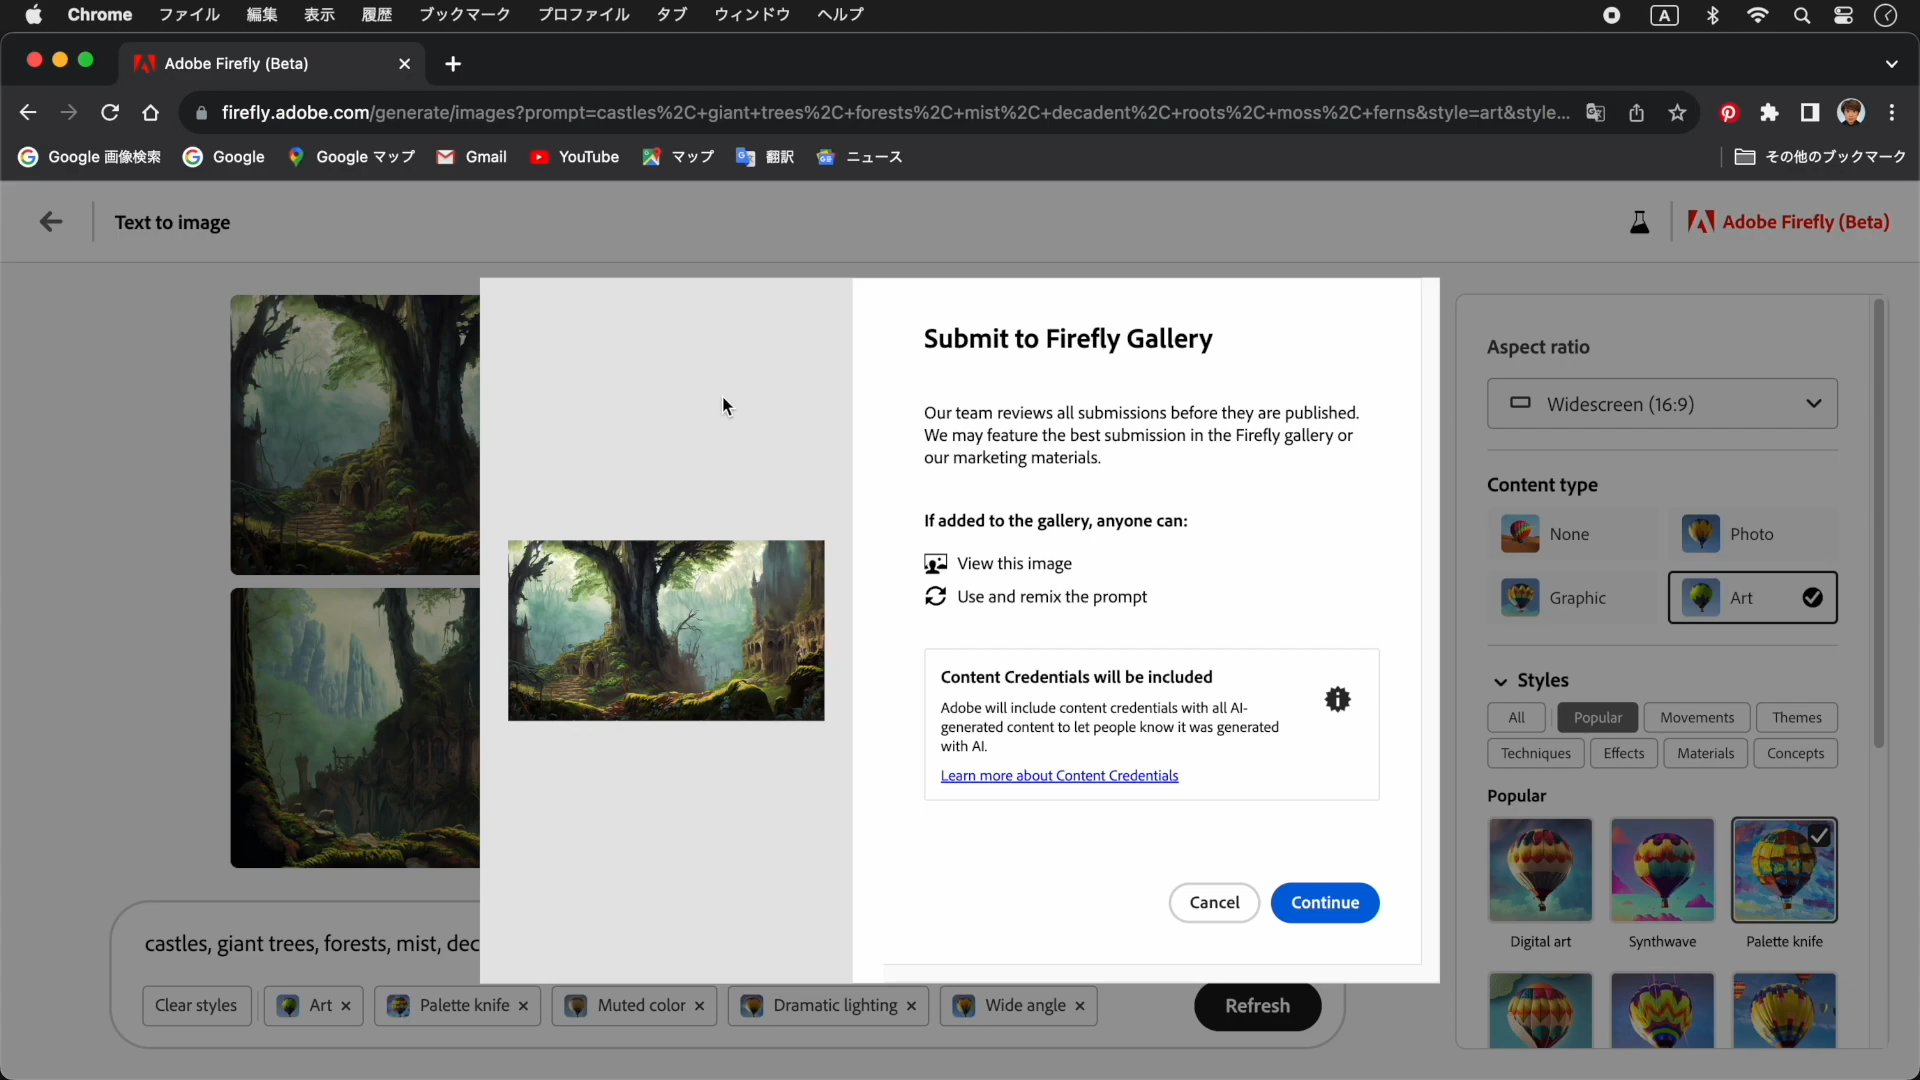 Chrome ファイル 編集 表示 履歴 ブックマーク プロファイル タブ ウィンドウ ヘルプ A
Adobe Firefly (Beta)
firefly.adobe.com/generate/images?prompt=castles%2C+giant+trees%2C+forests%2C+mist%2C+decadent%2C+roots%2C+moss%2C+ferns&style=art&style...
Google 画像検索 Google Google マップ Gmail YouTube マップ 翻訳 ニュース その他のブックマーク
Text to image
Adobe Firefly (Beta)
Submit to Firefly Gallery
Our team reviews all submissions before they are published.
We may feature the best submission in the Firefly gallery or
our marketing materials.
If added to the gallery, anyone can:
View this image
Use and remix the prompt
Content Credentials will be included
Adobe will include content credentials with all AI-
generated content to let people know it was generated
with AI.
Learn more about Content Credentials
Cancel Continue
Aspect ratio
Widescreen (16:9)
Content type
None Photo
Graphic Art
Styles
All Popular Movements Themes
Techniques Effects Materials Concepts
Popular
Digital art Synthwave Palette knife
castles, giant trees, forests, mist, dec
Clear styles Art Palette knife Muted color Dramatic lighting Wide angle Refresh